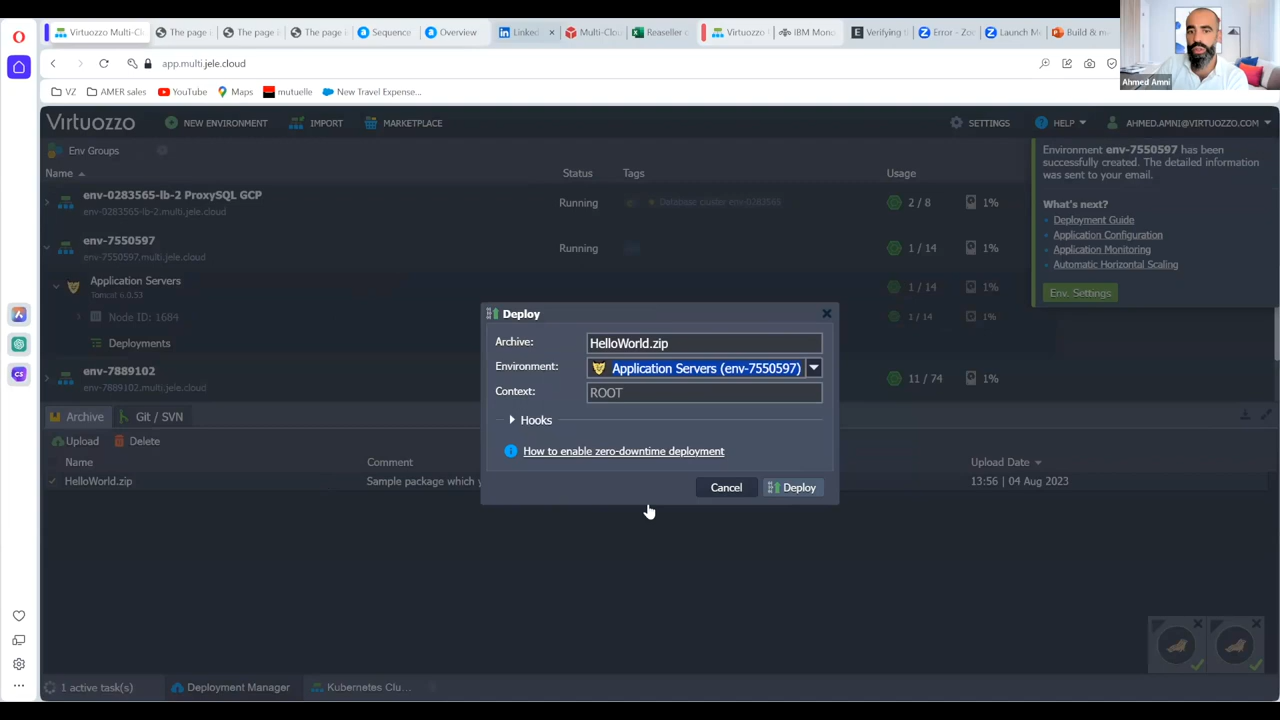 Virtuozzo Multi-Cl
The page i
The page i
The page i
Sequence
Overview
Linked
Multi-Clou
Reaseller c
Virtuozzo
IBM Mono
Verifying
Error - Zo
Launch M
Build & m
app.multi.jele.cloud
VZ
AMER sales
YouTube
Maps
mutuelle
New Travel Expense...
Ahmed Amni
Virtuozzo
NEW ENVIRONMENT
IMPORT
MARKETPLACE
SETTINGS
HELP
AHMED.AMNI@VIRTUOZZO.COM
Env Groups
Name
Status
Tags
Usage
env-0283565-lb-2 ProxySQL GCP
env-0283565-lb-2.multi.jele.cloud
Running
Database cluster env-0283565
2 / 8
1%
env-7550597
env-7550597.multi.jele.cloud
Running
1 / 14
1%
Application Servers
Tomcat 6.0.53
1 / 14
1%
Node ID: 1684
1 / 14
1%
Deployments
env-7889102
env-7889102.multi.jele.cloud
11 / 74
1%
Environment env-7550597 has been
successfully created. The detailed information
was sent to your email.
What's next?
Deployment Guide
Application Configuration
Application Monitoring
Automatic Horizontal Scaling
Env. Settings
Deploy
Archive:
HelloWorld.zip
Environment:
Application Servers (env-7550597)
Context:
ROOT
Hooks
How to enable zero-downtime deployment
Cancel
Deploy
Archive
Git / SVN
Upload
Delete
Name
Comment
Upload Date
HelloWorld.zip
Sample package which y
13:56 | 04 Aug 2023
1 active task(s)
Deployment Manager
Kubernetes Clu...